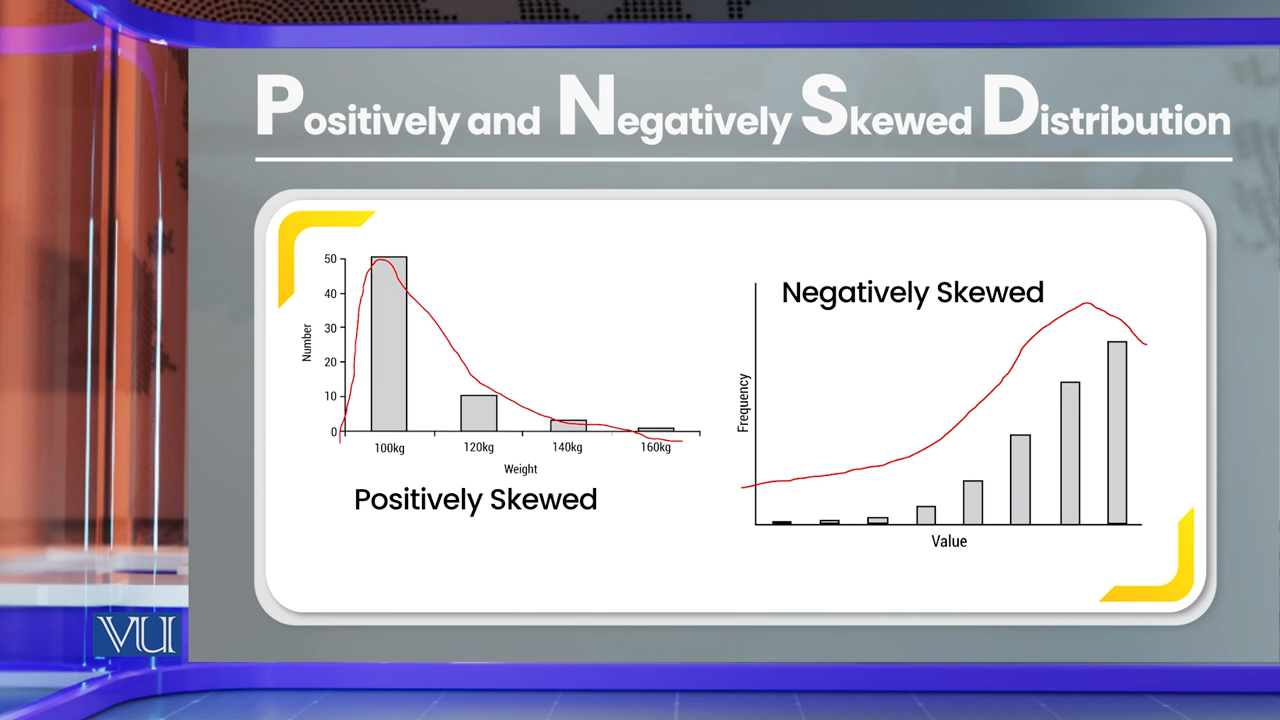 Positively and Negatively Skewed Distribution
50
40
30
20
10
0
Number
100kg 120kg 140kg 160kg
Weight
Positively Skewed
Negatively Skewed
Frequency
Value
VU